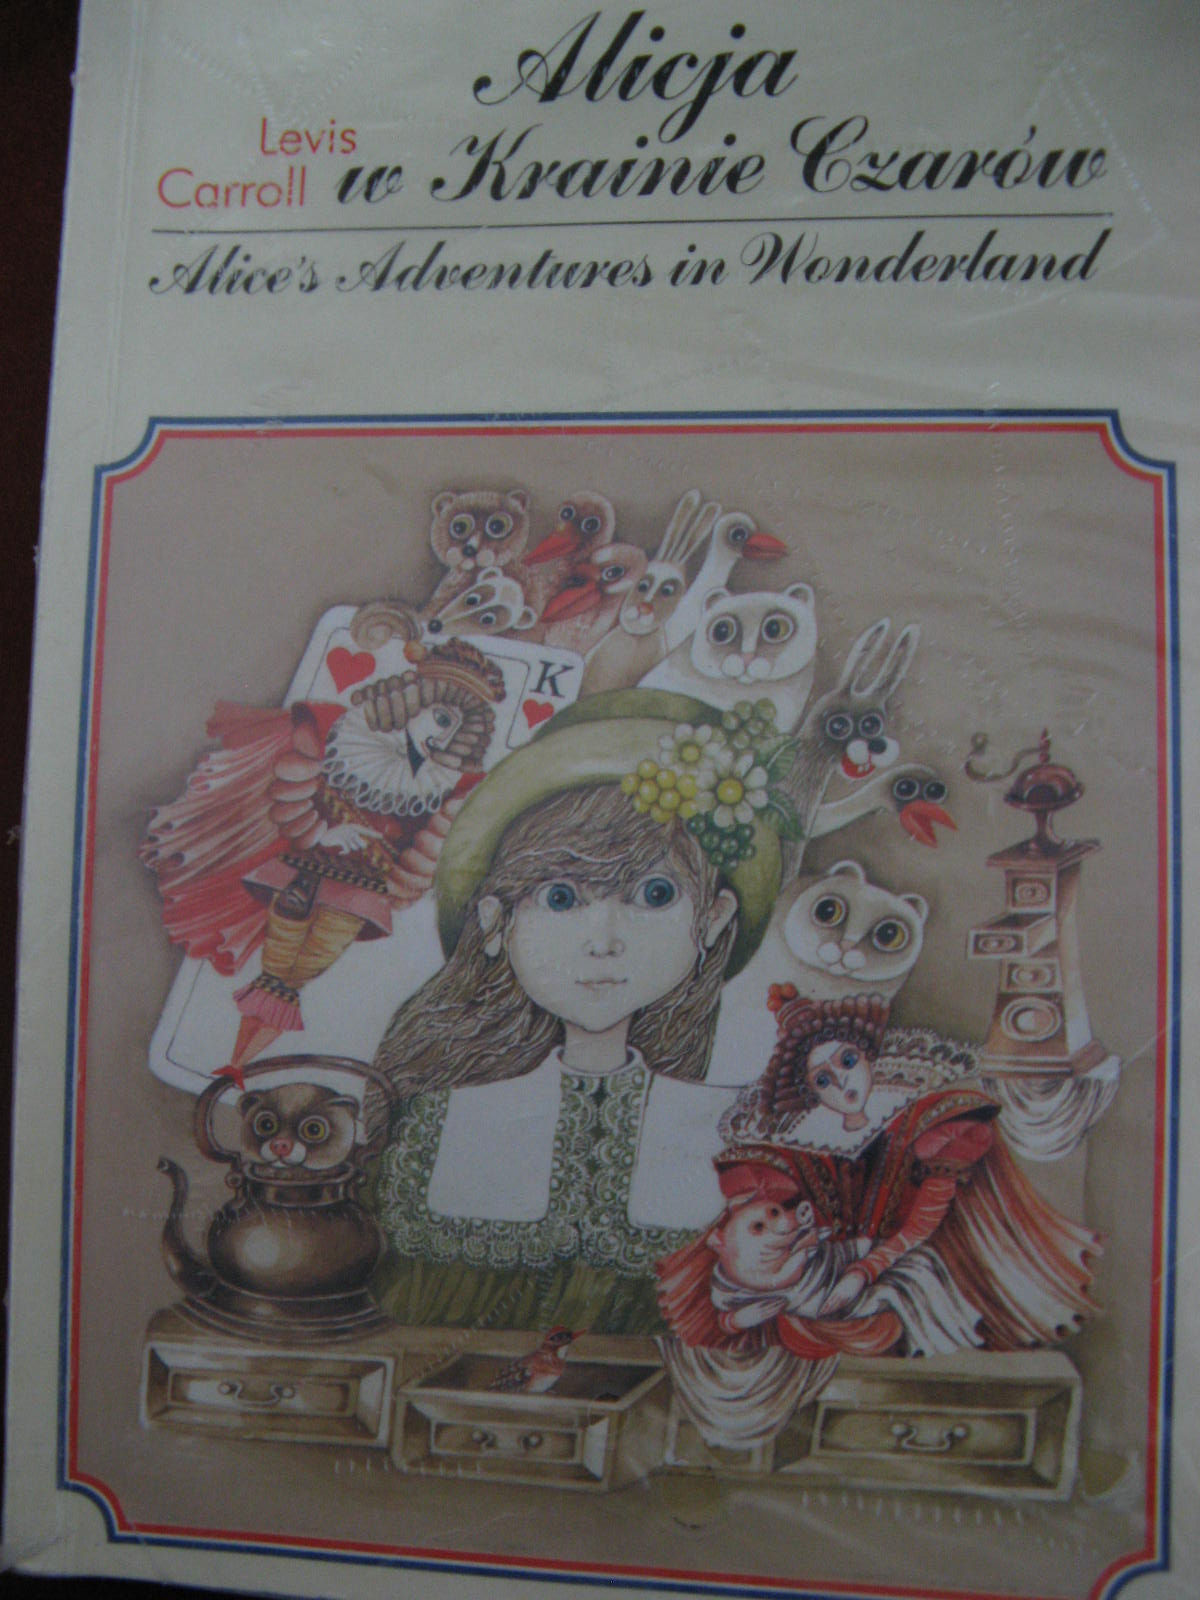 Alicja
Levis
Carroll
w Krainie Czarów
Alice's Adventures in Wonderland
K